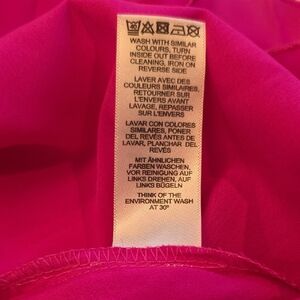 WASH WITH SIMILAR
COLOURS, TURN
INSIDE OUT BEFORE
CLEANING, IRON ON
REVERSE SIDE
LAVER AVEC DES
COULEURS SIMILAIRES,
RETOURNER SUR
L'ENVERS AVANT
LAVAGE, REPASSER
SUR L'ENVERS
LAVAR CON COLORES
SIMILARES, PONER
DEL REVÉS ANTES DE
LAVAR, PLANCHAR DEL
REVÉS
MIT ÄHNLICHEN
FARBEN WASCHEN,
VOR REINIGUNG AUF
LINKS DREHEN, AUF
LINKS BÜGELN
THINK OF THE
ENVIRONMENT WASH
AT 30°